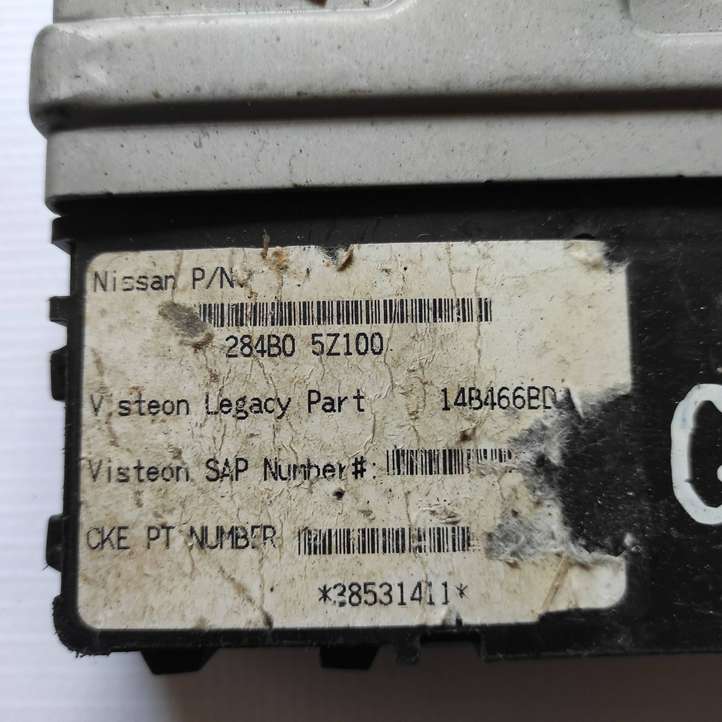 Nissan P/N
284B0 5Z100
Visteon Legacy Part 14B466BD
Visteon SAP Number#:
CKE PT NUMBER
*38531411*